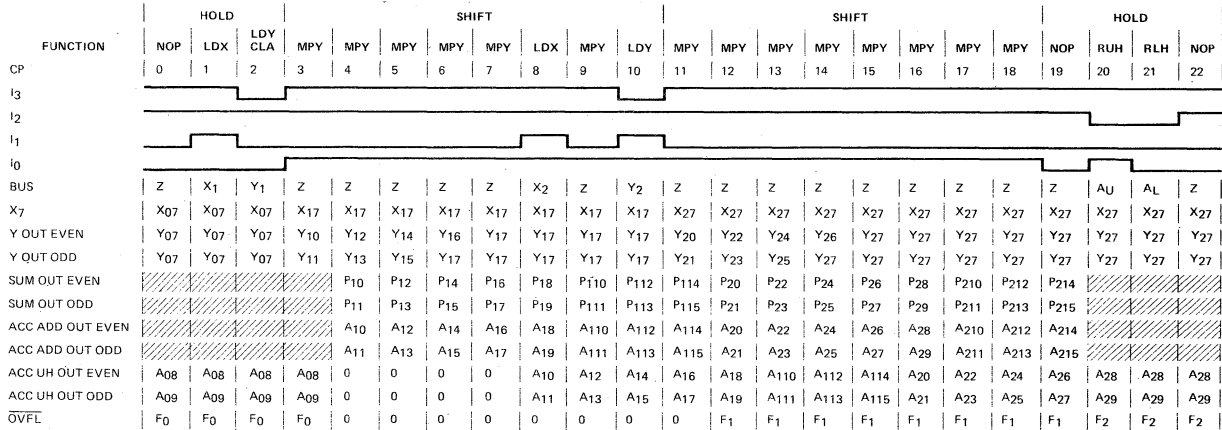 HOLD SHIFT SHIFT HOLD
FUNCTION NOP LDX LDY CLA MPY MPY MPY MPY MPY LDX MPY LDY MPY MPY MPY MPY MPY MPY MPY MPY NOP RUH RLH NOP
CP 0 1 2 3 4 5 6 7 8 9 10 11 12 13 14 15 16 17 18 19 20 21 22
I3
I2
I1
I0
BUS Z X1 Y1 Z Z Z Z Z X2 Z Y2 Z Z Z Z Z Z Z Z Z AU AL Z
X7 X07 X07 X07 X17 X17 X17 X17 X17 X17 X17 X17 X27 X27 X27 X27 X27 X27 X27 X27 X27 X27 X27 X27
Y OUT EVEN Y07 Y07 Y07 Y10 Y12 Y14 Y16 Y17 Y17 Y17 Y17 Y20 Y22 Y24 Y26 Y27 Y27 Y27 Y27 Y27 Y27 Y27 Y27
Y OUT ODD Y07 Y07 Y07 Y11 Y13 Y15 Y17 Y17 Y17 Y17 Y17 Y21 Y23 Y25 Y27 Y27 Y27 Y27 Y27 Y27 Y27 Y27 Y27
SUM OUT EVEN P10 P12 P14 P16 P18 P110 P112 P114 P20 P22 P24 P26 P28 P210 P212 P214
SUM OUT ODD P11 P13 P15 P17 P19 P111 P113 P115 P21 P23 P25 P27 P29 P211 P213 P215
ACC ADD OUT EVEN A10 A12 A14 A16 A18 A110 A112 A114 A20 A22 A24 A26 A28 A210 A212 A214
ACC ADD OUT ODD A11 A13 A15 A17 A19 A111 A113 A115 A21 A23 A25 A27 A29 A211 A213 A215
ACC UH OUT EVEN A08 A08 A08 A08 0 0 0 0 A10 A12 A14 A16 A18 A110 A112 A114 A20 A22 A24 A26 A28 A28 A28
ACC UH OUT ODD A09 A09 A09 A09 0 0 0 0 A11 A13 A15 A17 A19 A111 A113 A115 A21 A23 A25 A27 A29 A29 A29
OVFL F0 F0 F0 F0 0 0 0 0 0 0 0 0 F1 F1 F1 F1 F1 F1 F1 F1 F2 F2 F2